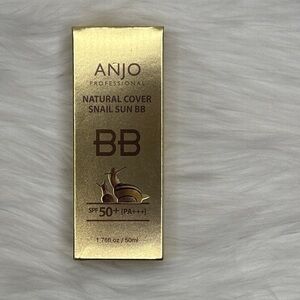 ANJO
PROFESSIONAL
NATURAL COVER
SNAIL SUN BB
BB
SPF 50+ (PA+++)
1.76fl oz / 50ml